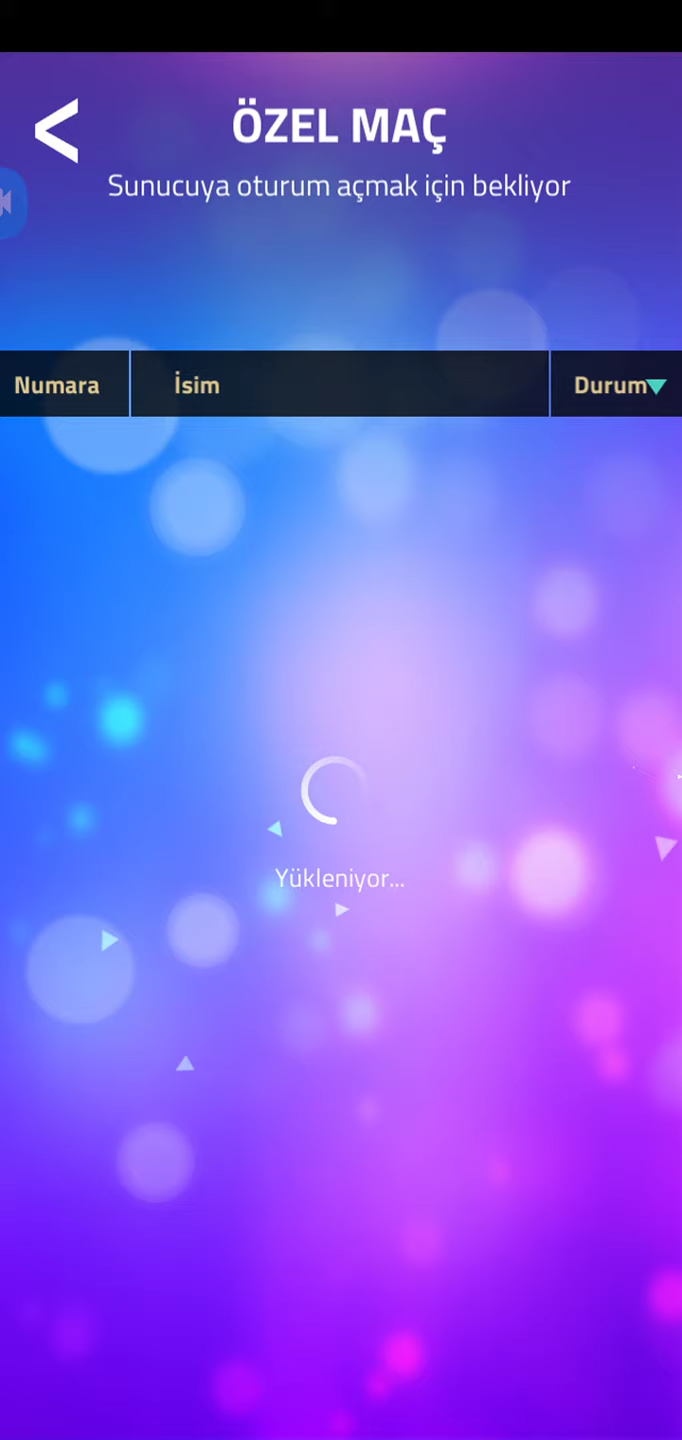 ÖZEL MAÇ
Sunucuya oturum açmak için bekliyor
Numara
İsim
Durum
Yükleniyor...